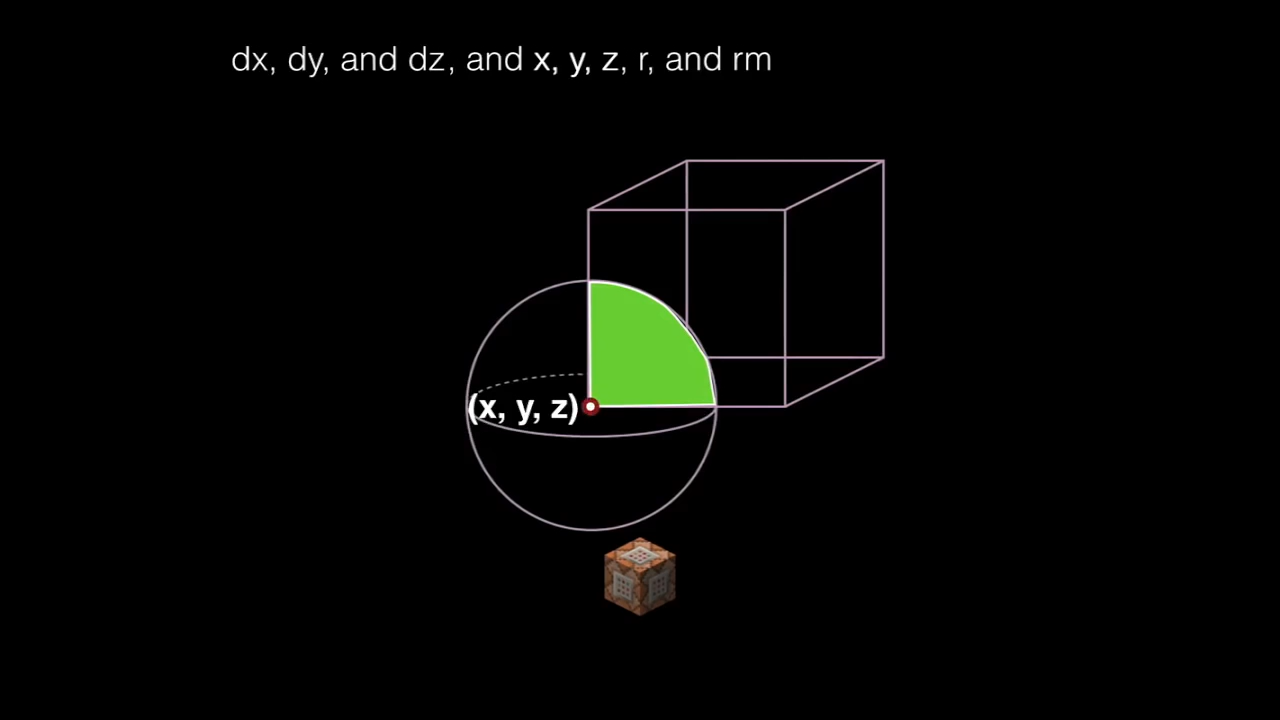 dx, dy, and dz, and x, y, z, r, and rm
(x, y, z)